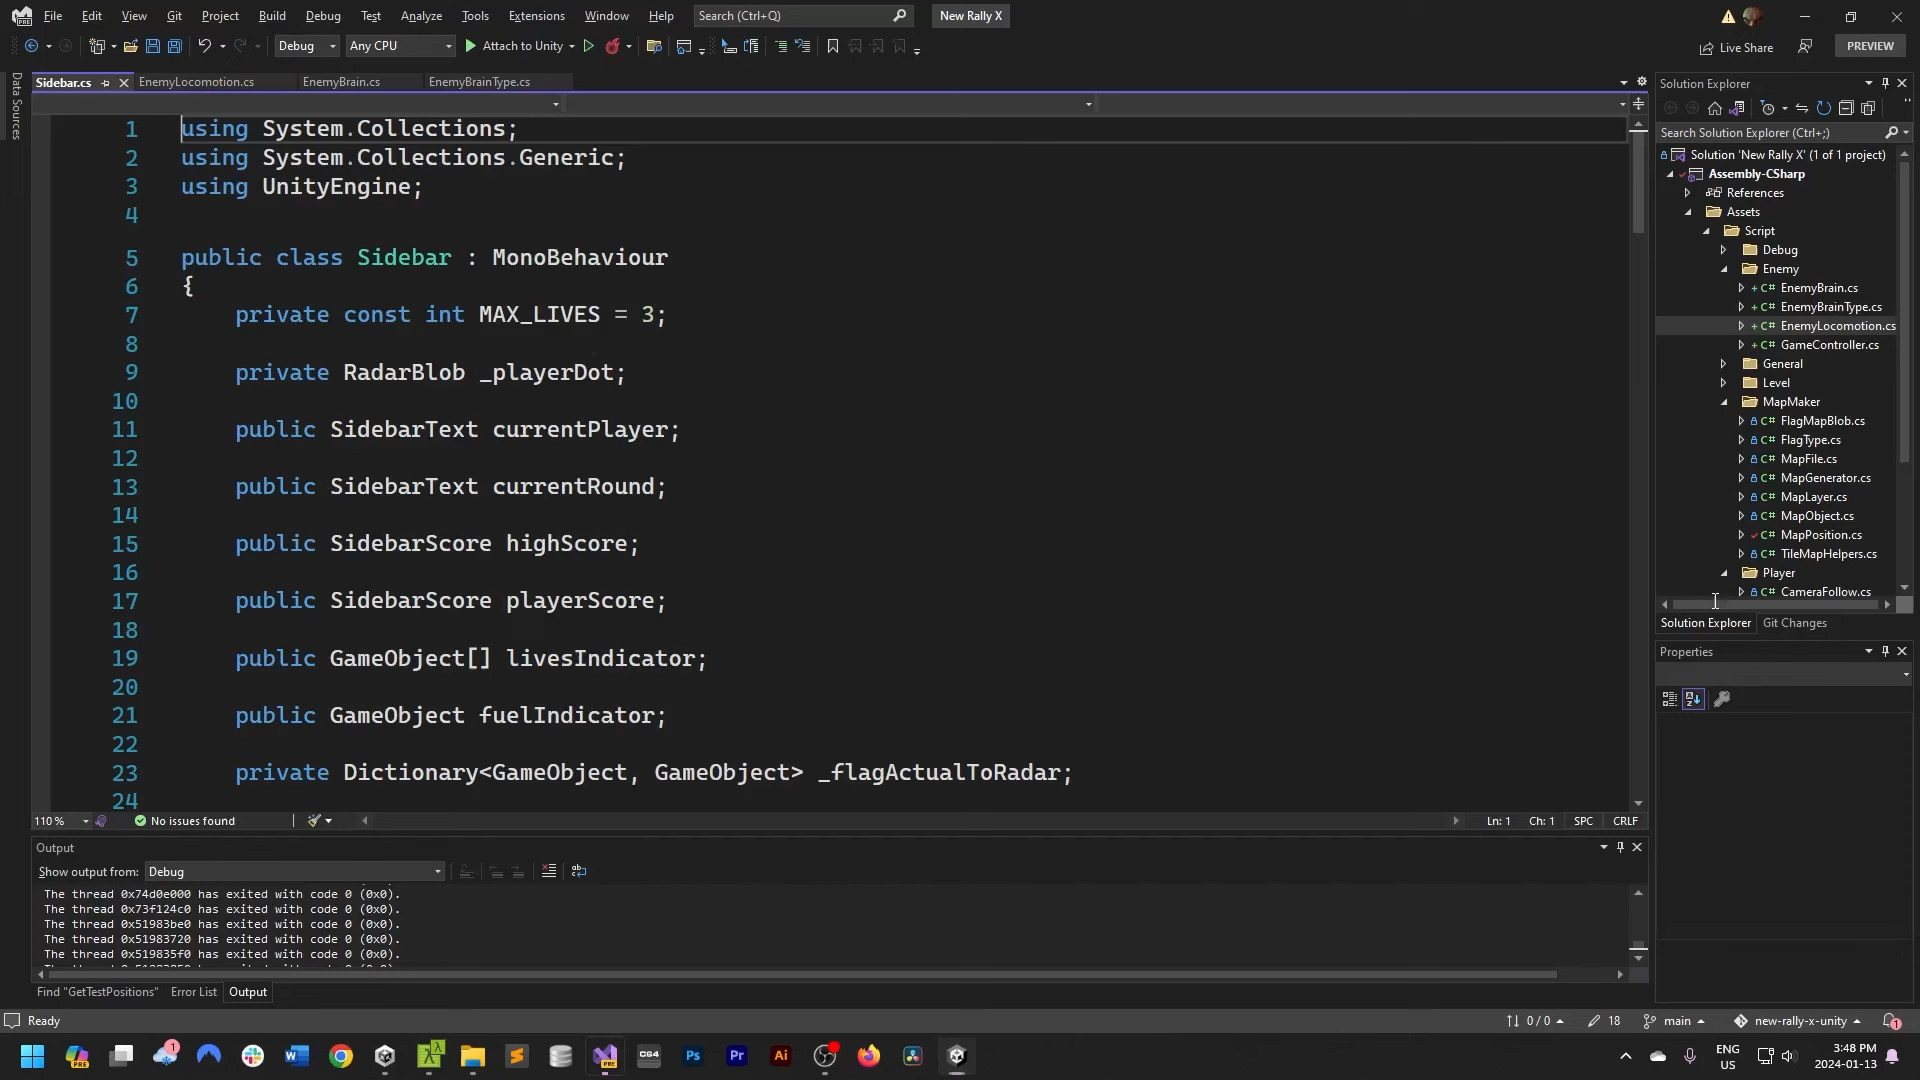 File Edit View Git Project Build Debug Test Analyze Tools Extensions Window Help Search (Ctrl+Q) New Rally X
Debug Any CPU Attach to Unity Live Share PREVIEW
Data Sources
Sidebar.cs EnemyLocomotion.cs EnemyBrain.cs EnemyBrainType.cs
1 using System.Collections;
2 using System.Collections.Generic;
3 using UnityEngine;
4
5 public class Sidebar : MonoBehaviour
6 {
7 private const int MAX_LIVES = 3;
8
9 private RadarBlob _playerDot;
10
11 public SidebarText currentPlayer;
12
13 public SidebarText currentRound;
14
15 public SidebarScore highScore;
16
17 public SidebarScore playerScore;
18
19 public GameObject[] livesIndicator;
20
21 public GameObject fuelIndicator;
22
23 private Dictionary<GameObject, GameObject> _flagActualToRadar;
24
110 % No issues found Ln: 1 Ch: 1 SPC CRLF
Output
Show output from: Debug
The thread 0x74d0e000 has exited with code 0 (0x0).
The thread 0x73f124c0 has exited with code 0 (0x0).
The thread 0x51983be0 has exited with code 0 (0x0).
The thread 0x51983720 has exited with code 0 (0x0).
The thread 0x519835f0 has exited with code 0 (0x0).
Find "GetTestPositions" Error List Output
Solution Explorer
Search Solution Explorer (Ctrl+;)
Solution 'New Rally X' (1 of 1 project)
Assembly-CSharp
References
Assets
Script
Debug
Enemy
C# EnemyBrain.cs
C# EnemyBrainType.cs
C# EnemyLocomotion.cs
C# GameController.cs
General
Level
MapMaker
C# FlagMapBlob.cs
C# FlagType.cs
C# MapFile.cs
C# MapGenerator.cs
C# MapLayer.cs
C# MapObject.cs
C# MapPosition.cs
C# TileMapHelpers.cs
Player
C# CameraFollow.cs
Solution Explorer Git Changes
Properties
Ready 0 / 0 18 main new-rally-x-unity 1
PRE 1 W PRE CG4 Ps Pr Ai ENG US 3:48 PM 2024-01-13